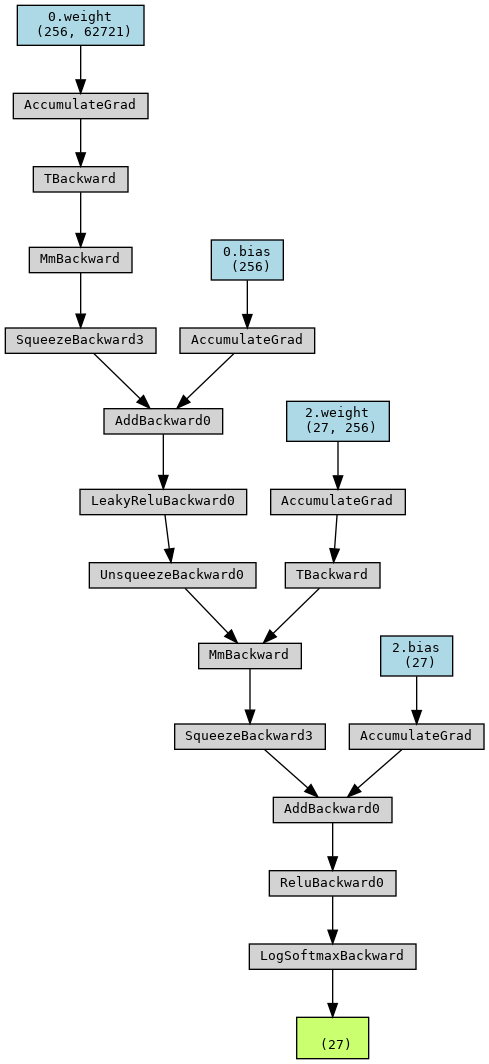 0.weight
(256, 62721)
AccumulateGrad
TBackward
MmBackward
0.bias
(256)
SqueezeBackward3
AccumulateGrad
AddBackward0
2.weight
(27, 256)
LeakyReluBackward0
AccumulateGrad
UnsqueezeBackward0
TBackward
MmBackward
2.bias
(27)
SqueezeBackward3
AccumulateGrad
AddBackward0
ReluBackward0
LogSoftmaxBackward
(27)